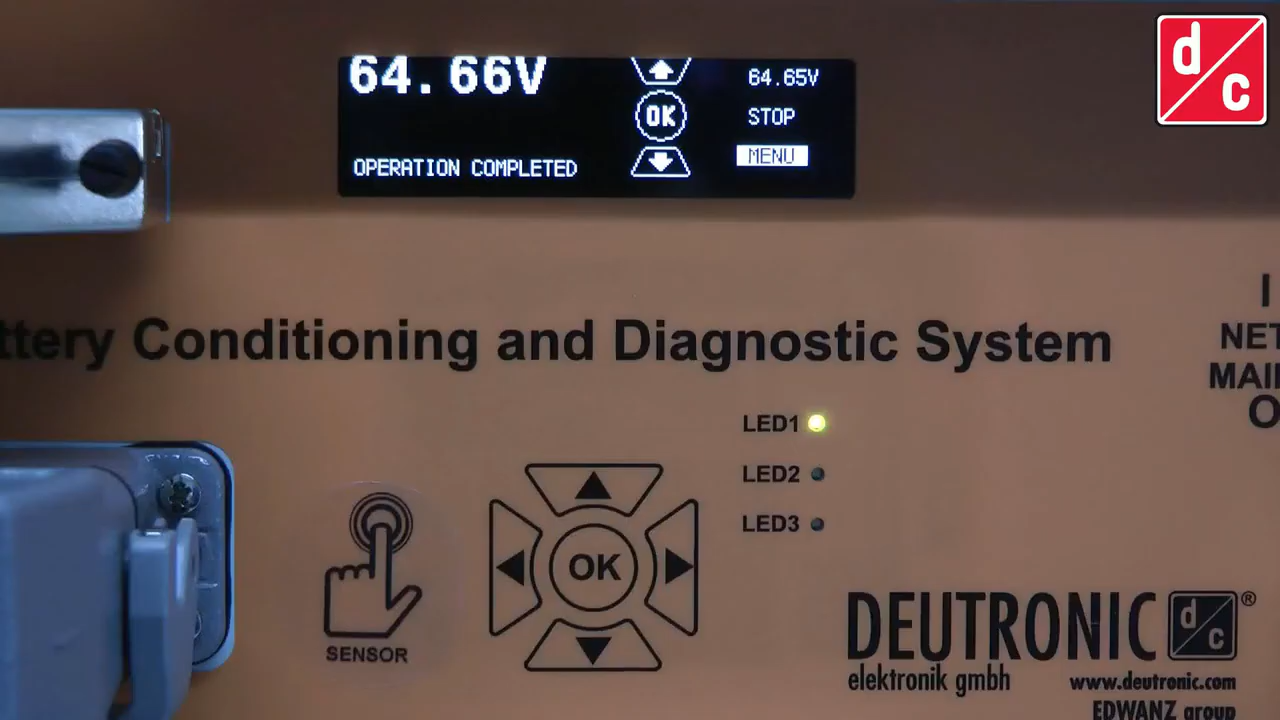 64.66V
64.65V
OK
STOP
MENU
OPERATION COMPLETED
ttery Conditioning and Diagnostic System
I
NET
MAI
O
LED1
LED2
LED3
OK
SENSOR
DEUTRONIC d/c ®
elektronik gmbh
www.deutronic.com
EDWANZ group
d/c